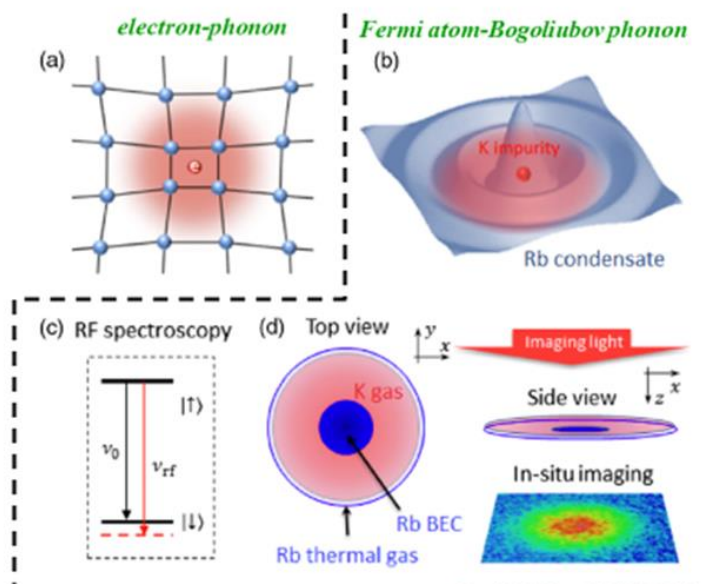 electron-phonon
Fermi atom-Bogoliubov phonon
(a)
(b)
K impurity
Rb condensate
(c) RF spectroscopy
|↑⟩
ν0
νrf
|↓⟩
(d) Top view
y
x
K gas
Rb BEC
Rb thermal gas
Imaging light
x
z
Side view
In-situ imaging